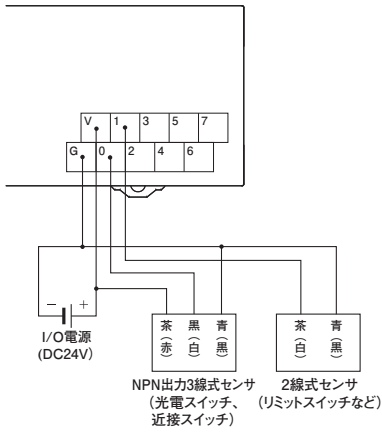 V 1 3 5 7
G 0 2 4 6
− +
I/O電源
(DC24V)
茶(赤) 黒(白) 青(黒)
NPN出力3線式センサ
(光電スイッチ、
近接スイッチ)
茶(白) 青(黒)
2線式センサ
(リミットスイッチなど)